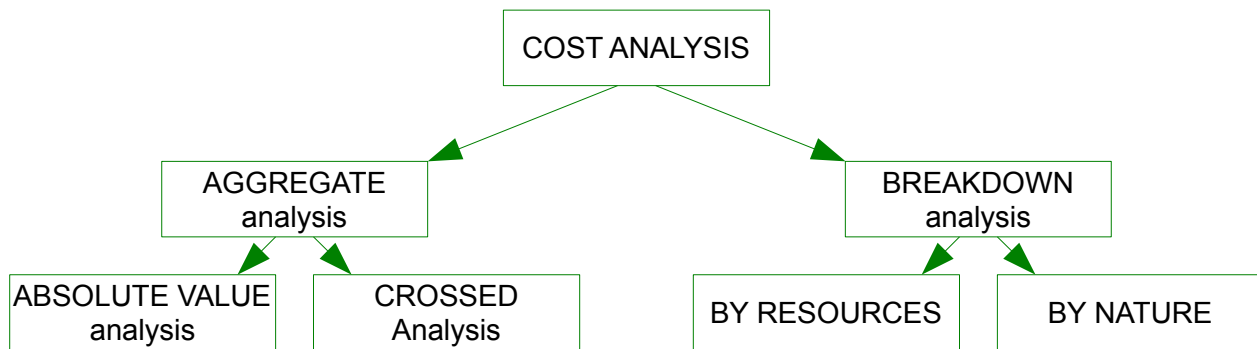 COST ANALYSIS
AGGREGATE
analysis
BREAKDOWN
analysis
ABSOLUTE VALUE
analysis
CROSSED
Analysis
BY RESOURCES
BY NATURE